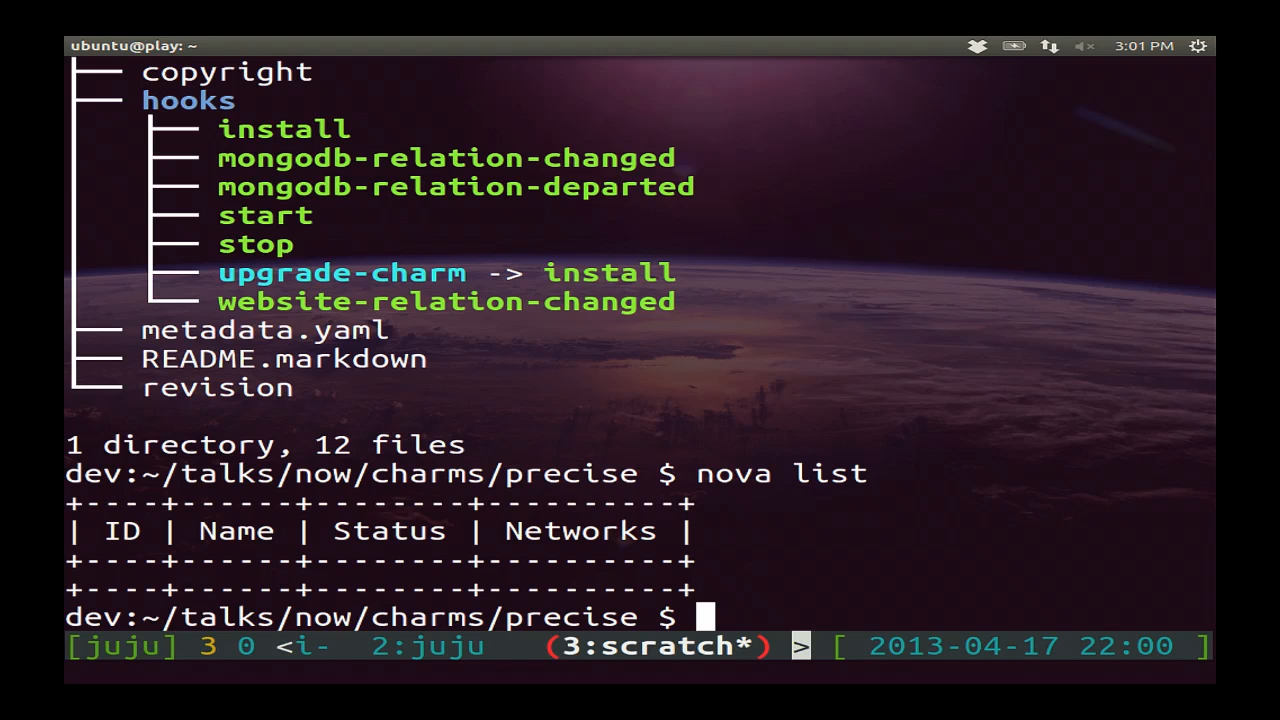 ubuntu@play: ~ 3:01 PM
├── copyright
├── hooks
│   ├── install
│   ├── mongodb-relation-changed
│   ├── mongodb-relation-departed
│   ├── start
│   ├── stop
│   ├── upgrade-charm -> install
│   └── website-relation-changed
├── metadata.yaml
├── README.markdown
└── revision
1 directory, 12 files
dev:~/talks/now/charms/precise $ nova list
+----+------+--------+----------+
| ID | Name | Status | Networks |
+----+------+--------+----------+
+----+------+--------+----------+
dev:~/talks/now/charms/precise $
[juju] 3 0 <i- 2:juju (3:scratch*) > [ 2013-04-17 22:00 ]